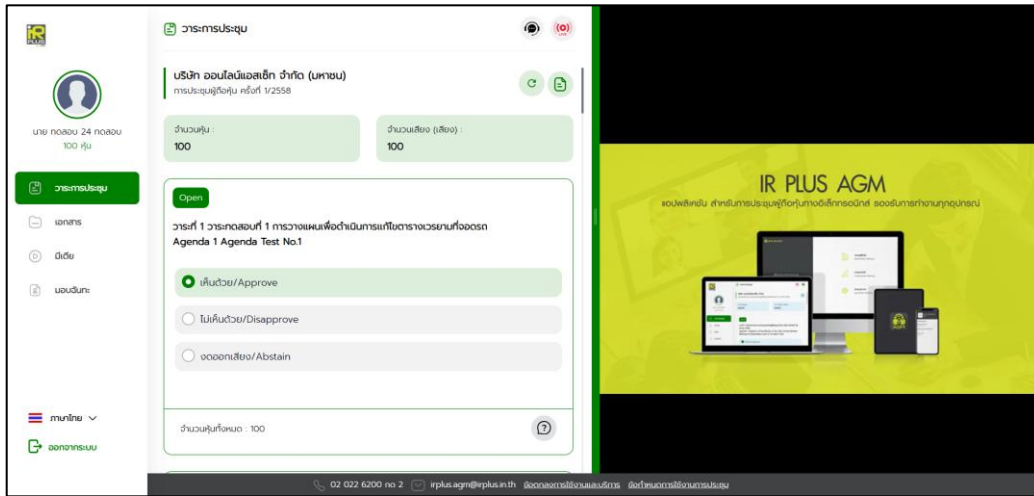 iR
PLUS
นาย ทดสอบ 24 ทดสอบ
100 หุ้น
วาระการประชุม
เอกสาร
มีเดีย
มอบฉันทะ
ภาษาไทย
ออกจากระบบ
วาระการประชุม
LIVE
บริษัท ออนไลน์แอสเซ็ท จำกัด (มหาชน)
การประชุมผู้ถือหุ้น ครั้งที่ 1/2558
จำนวนหุ้น :
100
จำนวนเสียง (เสียง) :
100
Open
วาระที่ 1 วาระทดสอบที่ 1 การวางแผนเพื่อดำเนินการแก้ไขตารางเวรยามที่จอดรถ
Agenda 1 Agenda Test No.1
เห็นด้วย/Approve
ไม่เห็นด้วย/Disapprove
งดออกเสียง/Abstain
จำนวนหุ้นทั้งหมด : 100
IR PLUS AGM
แอปพลิเคชัน สำหรับการประชุมผู้ถือหุ้นทางอิเล็กทรอนิกส์ รองรับการทำงานทุกอุปกรณ์
02 022 6200 กด 2 irplus.agm@irplus.in.th ข้อตกลงการใช้งานและบริการ ข้อกำหนดการใช้งานการประชุม